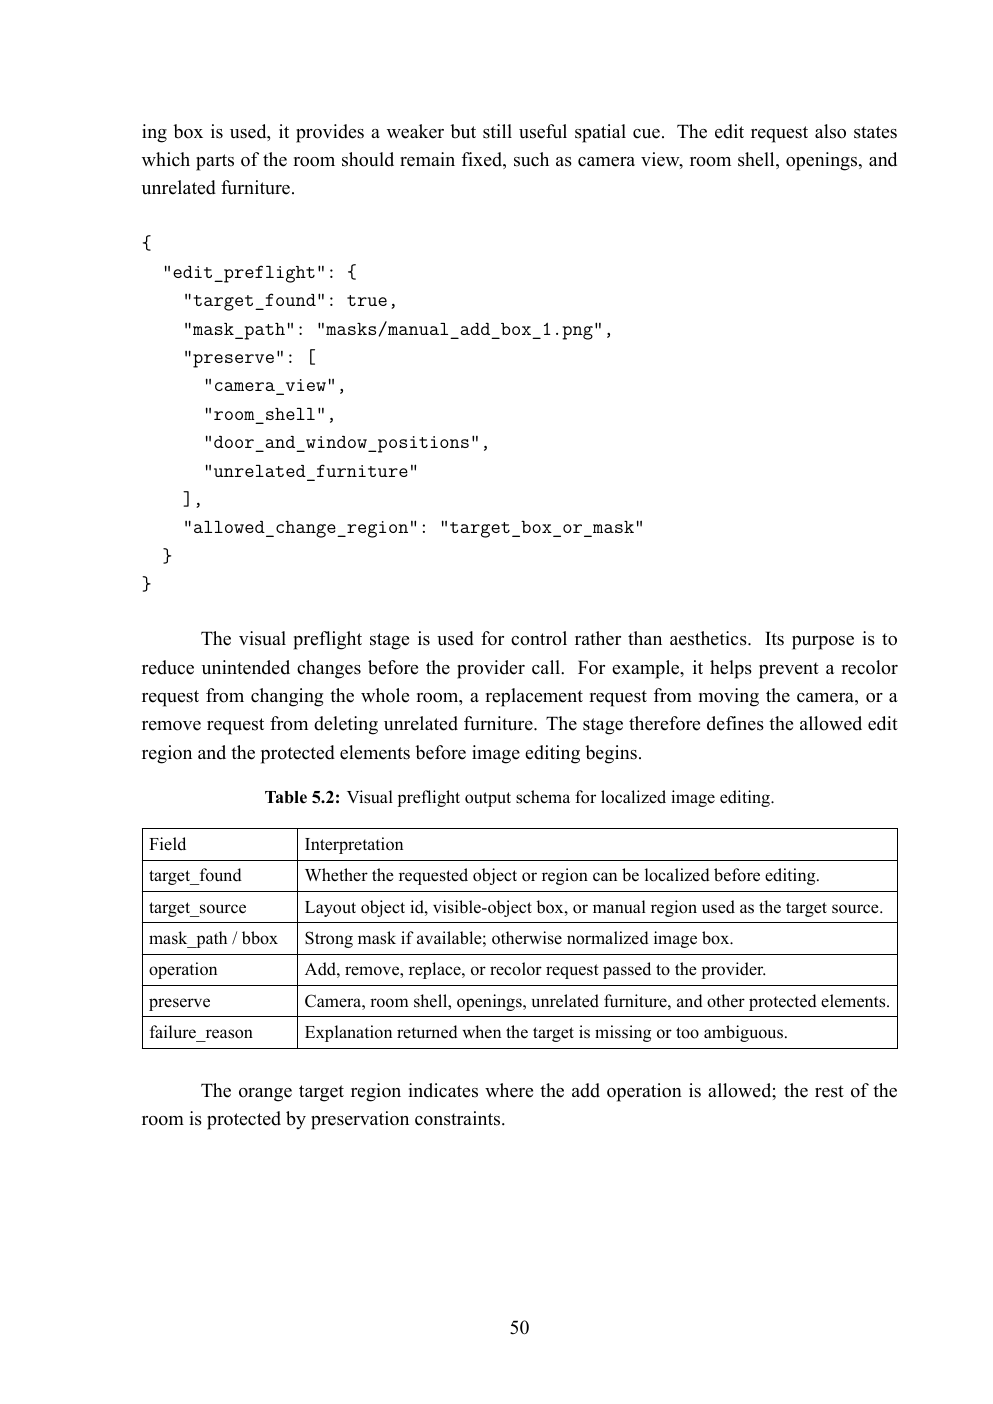 ing box is used, it provides a weaker but still useful spatial cue. The edit request also states
which parts of the room should remain fixed, such as camera view, room shell, openings, and
unrelated furniture.
{
"edit_preflight": {
"target_found": true,
"mask_path": "masks/manual_add_box_1.png",
"preserve": [
"camera_view",
"room_shell",
"door_and_window_positions",
"unrelated_furniture"
],
"allowed_change_region": "target_box_or_mask"
}
}
The visual preflight stage is used for control rather than aesthetics. Its purpose is to
reduce unintended changes before the provider call. For example, it helps prevent a recolor
request from changing the whole room, a replacement request from moving the camera, or a
remove request from deleting unrelated furniture. The stage therefore defines the allowed edit
region and the protected elements before image editing begins.
Table 5.2: Visual preflight output schema for localized image editing.
Field Interpretation
target_found Whether the requested object or region can be localized before editing.
target_source Layout object id, visible-object box, or manual region used as the target source.
mask_path / bbox Strong mask if available; otherwise normalized image box.
operation Add, remove, replace, or recolor request passed to the provider.
preserve Camera, room shell, openings, unrelated furniture, and other protected elements.
failure_reason Explanation returned when the target is missing or too ambiguous.
The orange target region indicates where the add operation is allowed; the rest of the
room is protected by preservation constraints.
50